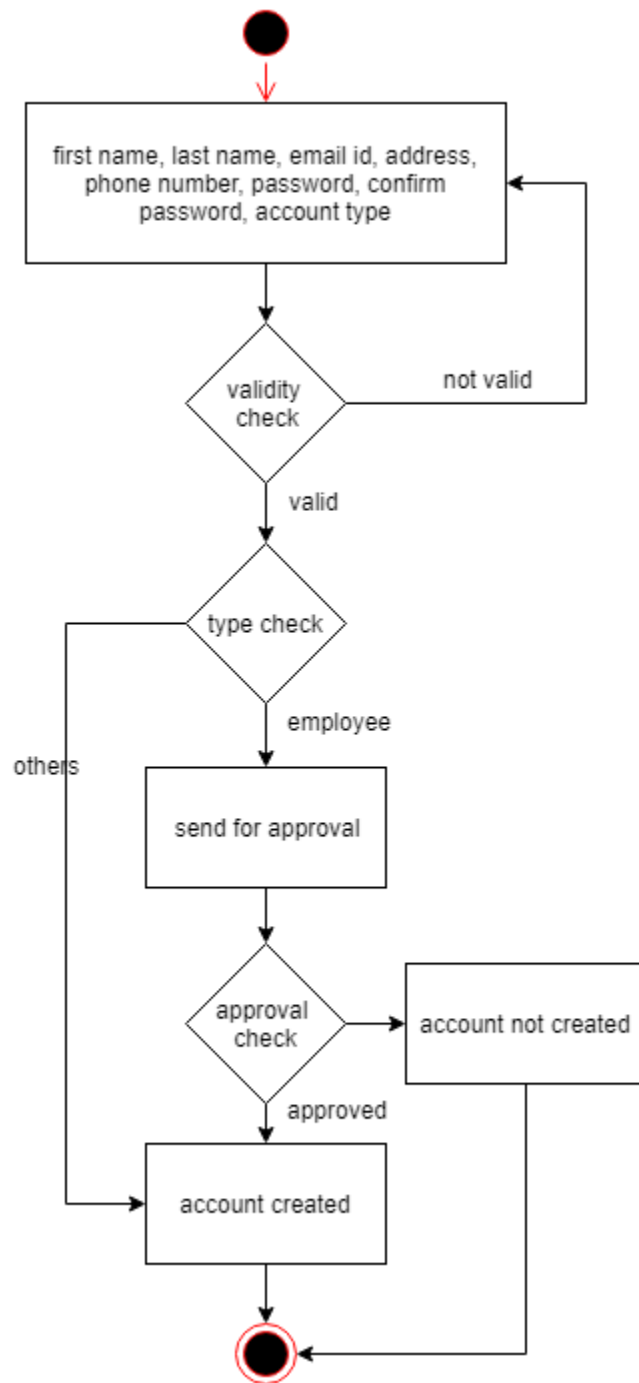 first name, last name, email id, address,
phone number, password, confirm
password, account type
validity
check
not valid
valid
type check
employee
others
send for approval
approval
check
account not created
approved
account created